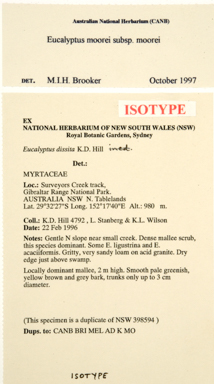 Australian National Herbarium (CANB)
Eucalyptus moorei subsp. moorei
DET. M.I.H. Brooker October 1997
ISOTYPE
EX
NATIONAL HERBARIUM OF NEW SOUTH WALES (NSW)
Royal Botanic Gardens, Sydney
Eucalyptus dissita K.D. Hill ined.
Det.:
MYRTACEAE
Loc.: Surveyors Creek track,
Gibraltar Range National Park.
AUSTRALIA NSW N. Tablelands
Lat. 29°32'27"S Long. 152°17'40"E Alt.: 980 m.
Coll.: K.D. Hill 4792 , L. Stanberg & K.L. Wilson
Date: 22 Feb 1996
Notes: Gentle N slope near small creek. Dense mallee scrub,
this species dominant. Some E. ligustrina and E.
acaciiformis. Gritty, very sandy loam on acid granite. Dry
edge just above swamp.
Locally dominant mallee, 2 m high. Smooth pale greenish,
yellow brown and grey bark, trunks only up to 3 cm
diameter.
(This specimen is a duplicate of NSW 398594 )
Dups. to: CANB BRI MEL AD K MO
ISOTYPE